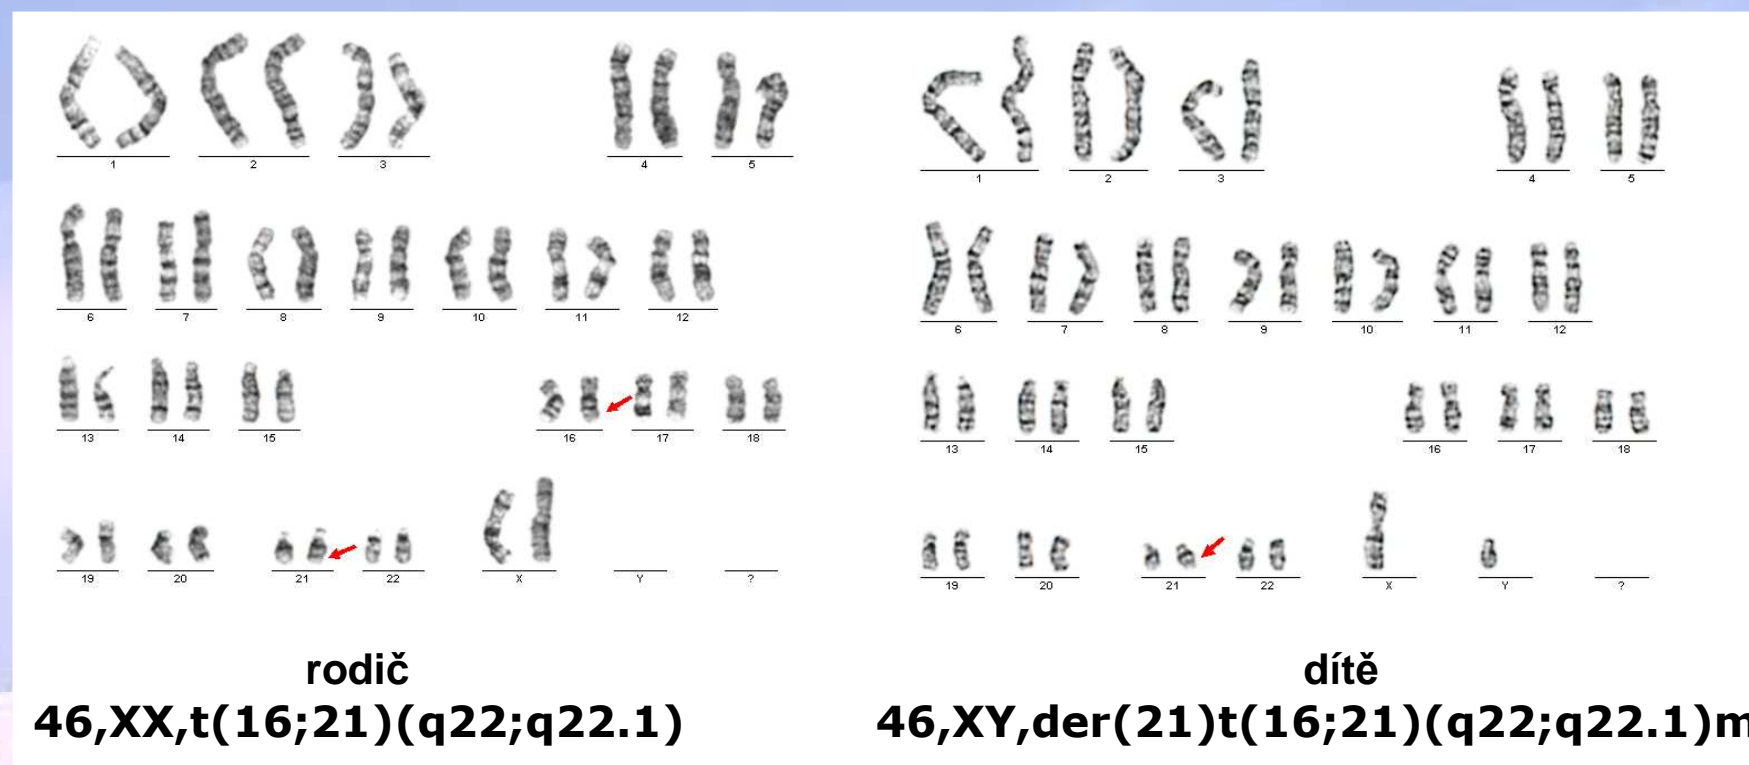 1 2 3 4 5
6 7 8 9 10 11 12
13 14 15 16 17 18
19 20 21 22 X Y ?
rodič
46,XX,t(16;21)(q22;q22.1)
1 2 3 4 5
6 7 8 9 10 11 12
13 14 15 16 17 18
19 20 21 22 X Y ?
dítě
46,XY,der(21)t(16;21)(q22;q22.1)m